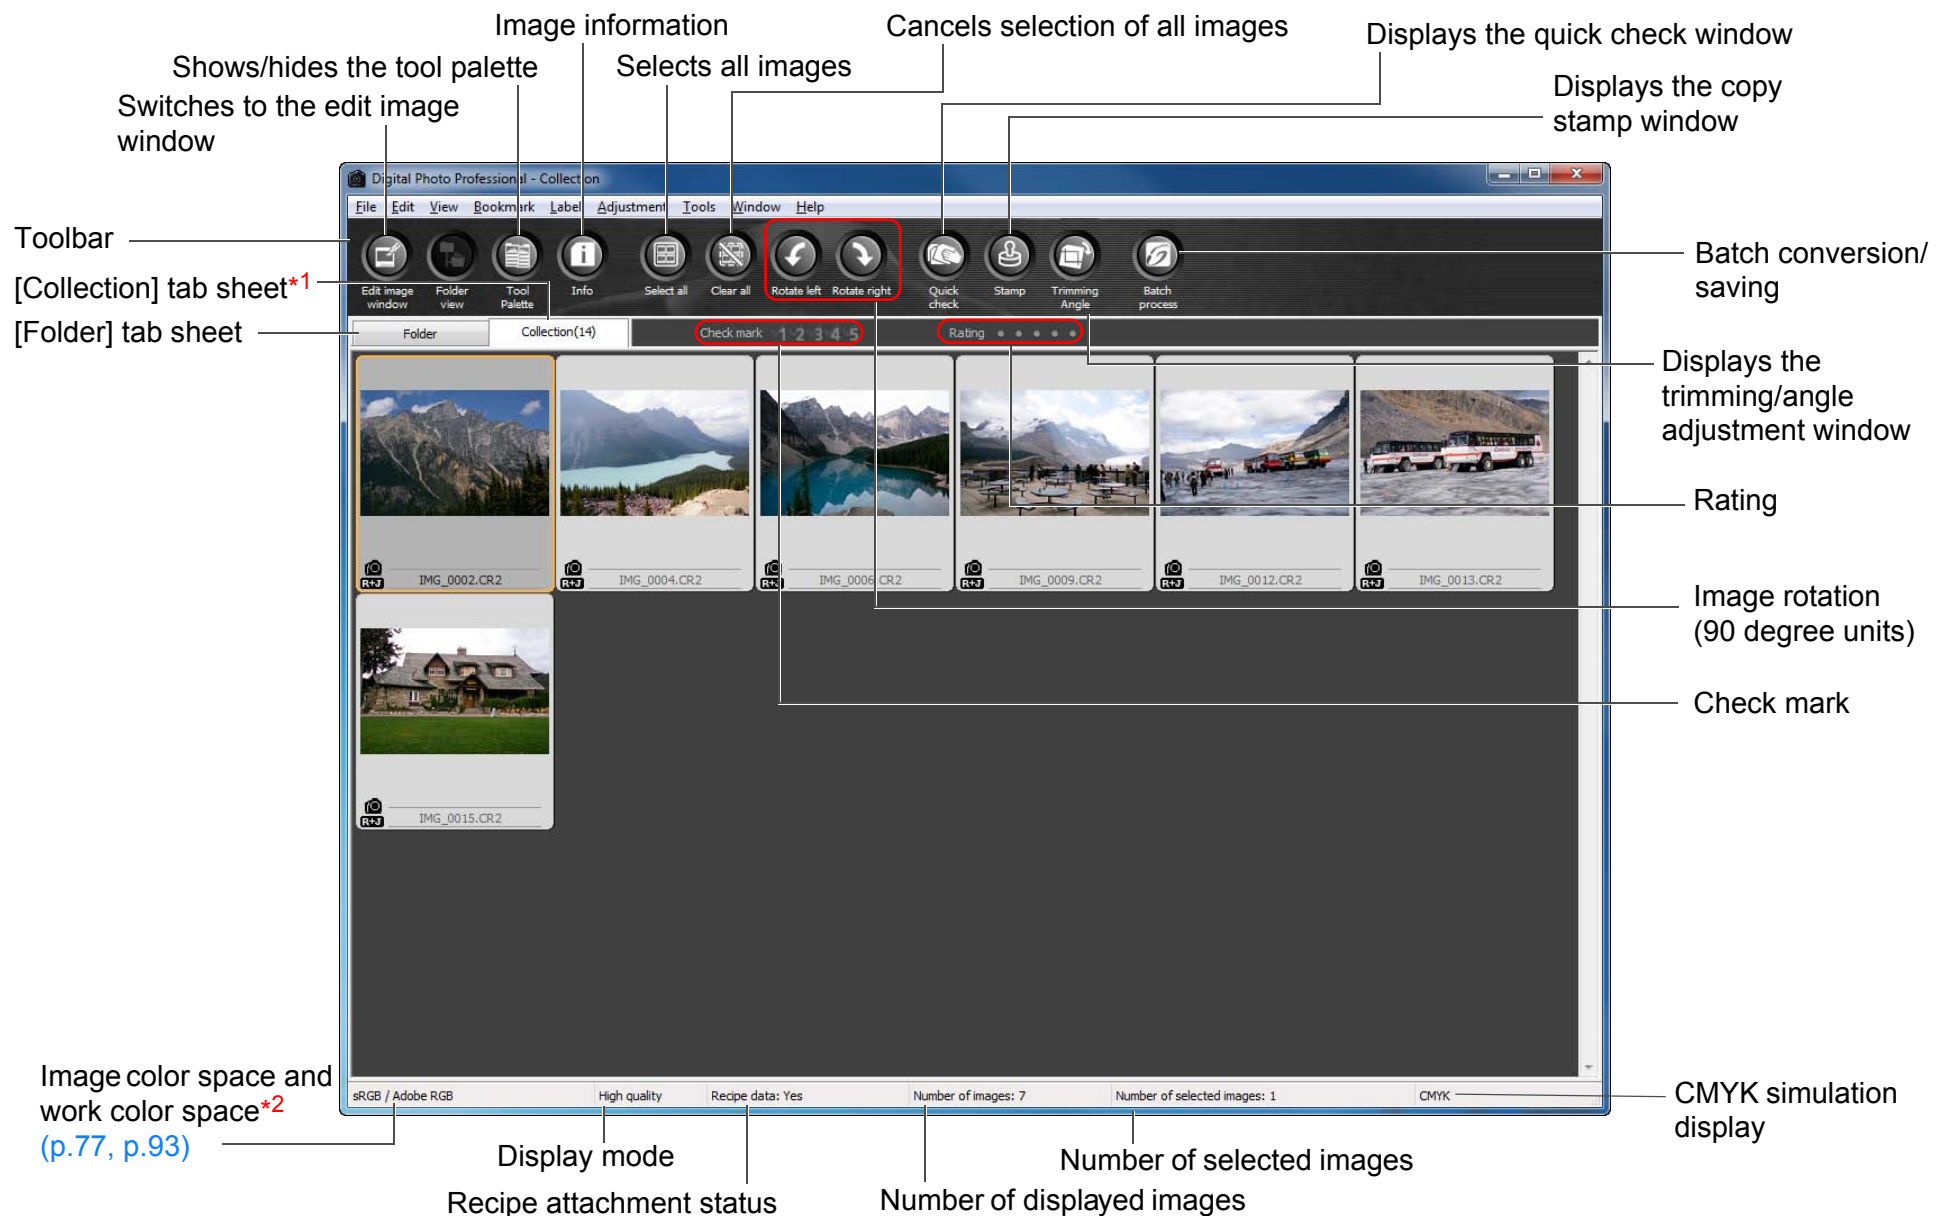 Image information
Cancels selection of all images
Displays the quick check window
Shows/hides the tool palette
Selects all images
Displays the copy
stamp window
Switches to the edit image
window
Digital Photo Professional - Collection
File Edit View Bookmark Label Adjustment Tools Window Help
Toolbar
[Collection] tab sheet*1
[Folder] tab sheet
Edit image
window
Folder
view
Tool
Palette
Info
Select all
Clear all
Rotate left
Rotate right
Quick
check
Stamp
Trimming
Angle
Batch
process
Batch conversion/
saving
Folder
Collection(14)
Check mark 1 2 3 4 5
Rating
Displays the
trimming/angle
adjustment window
Rating
R+J IMG_0002.CR2
R+J IMG_0004.CR2
R+J IMG_0006.CR2
R+J IMG_0009.CR2
R+J IMG_0012.CR2
R+J IMG_0013.CR2
Image rotation
(90 degree units)
Check mark
R+J IMG_0015.CR2
Image color space and
work color space*2
(p.77, p.93)
sRGB / Adobe RGB
High quality
Recipe data: Yes
Number of images: 7
Number of selected images: 1
CMYK
CMYK simulation
display
Display mode
Number of selected images
Recipe attachment status
Number of displayed images